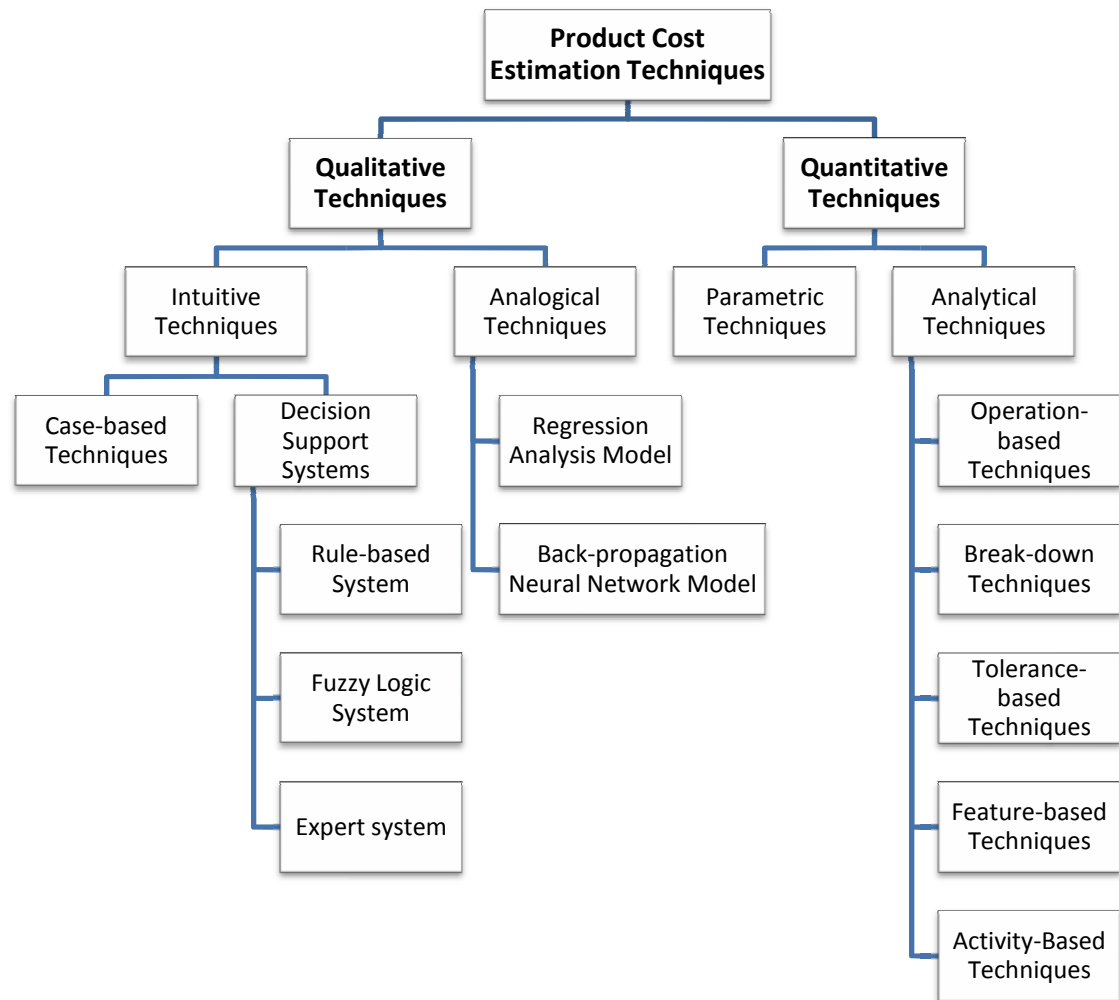 Product Cost
Estimation Techniques
Qualitative
Techniques
Quantitative
Techniques
Intuitive
Techniques
Analogical
Techniques
Parametric
Techniques
Analytical
Techniques
Case-based
Techniques
Decision
Support
Systems
Regression
Analysis Model
Operation-
based
Techniques
Rule-based
System
Back-propagation
Neural Network Model
Break-down
Techniques
Fuzzy Logic
System
Tolerance-
based
Techniques
Expert system
Feature-based
Techniques
Activity-Based
Techniques